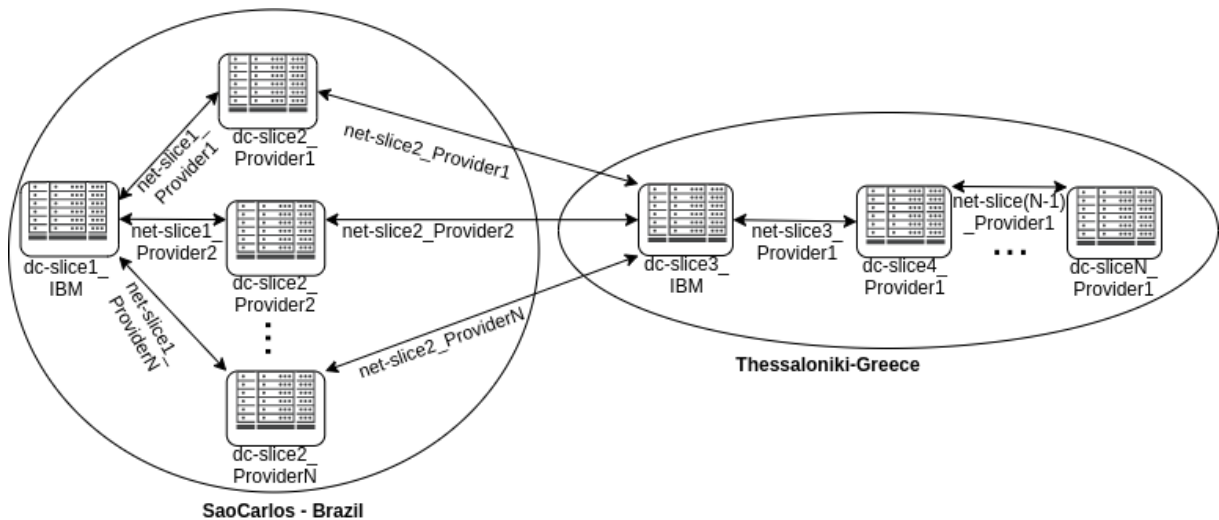 dc-slice2_
Provider1
net-slice1_
Provider1
net-slice2_Provider1
dc-slice1_
IBM
net-slice1_
Provider2
dc-slice2_
Provider2
net-slice2_Provider2
net-slice1_
ProviderN
net-slice2_ProviderN
dc-slice2_
ProviderN
SaoCarlos - Brazil
dc-slice3_
IBM
net-slice3_
Provider1
dc-slice4_
Provider1
net-slice(N-1)
_Provider1
...
dc-sliceN_
Provider1
Thessaloniki-Greece